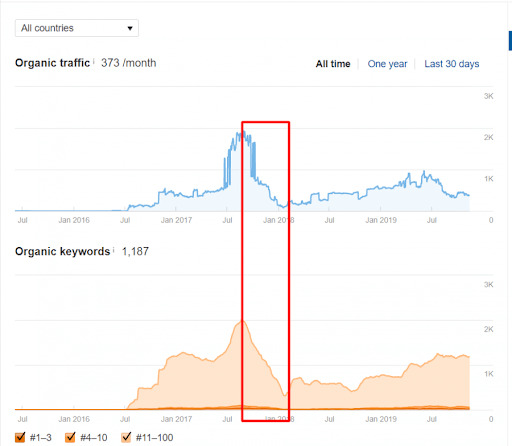 All countries
Organic traffic i 373 /month
All time One year Last 30 days
3K
2K
1K
0
Jul Jan 2016 Jul Jan 2017 Jul Jan 2018 Jul Jan 2019 Jul
Organic keywords i 1,187
3K
2K
1K
0
Jul Jan 2016 Jul Jan 2017 Jul Jan 2018 Jul Jan 2019 Jul
#1–3 #4–10 #11–100